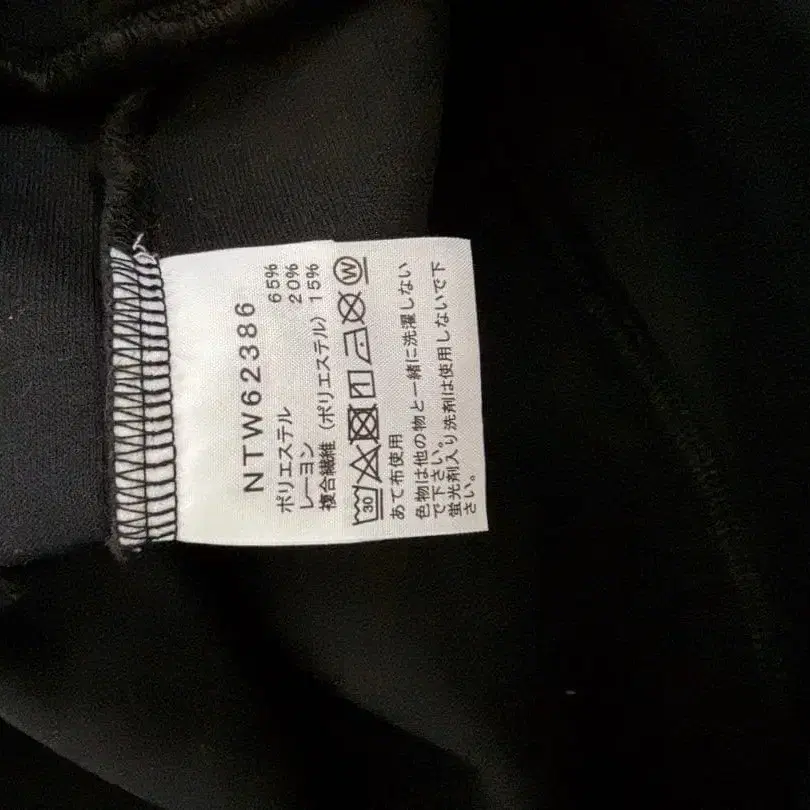 NTW62386
ポリエステル 65%
レーヨン 20%
複合繊維 (ポリエステル) 15%
30 W
あて布使用
色物は他の物と一緒に洗濯しない
で下さい。
蛍光剤入り洗剤は使用しないで下
さい。